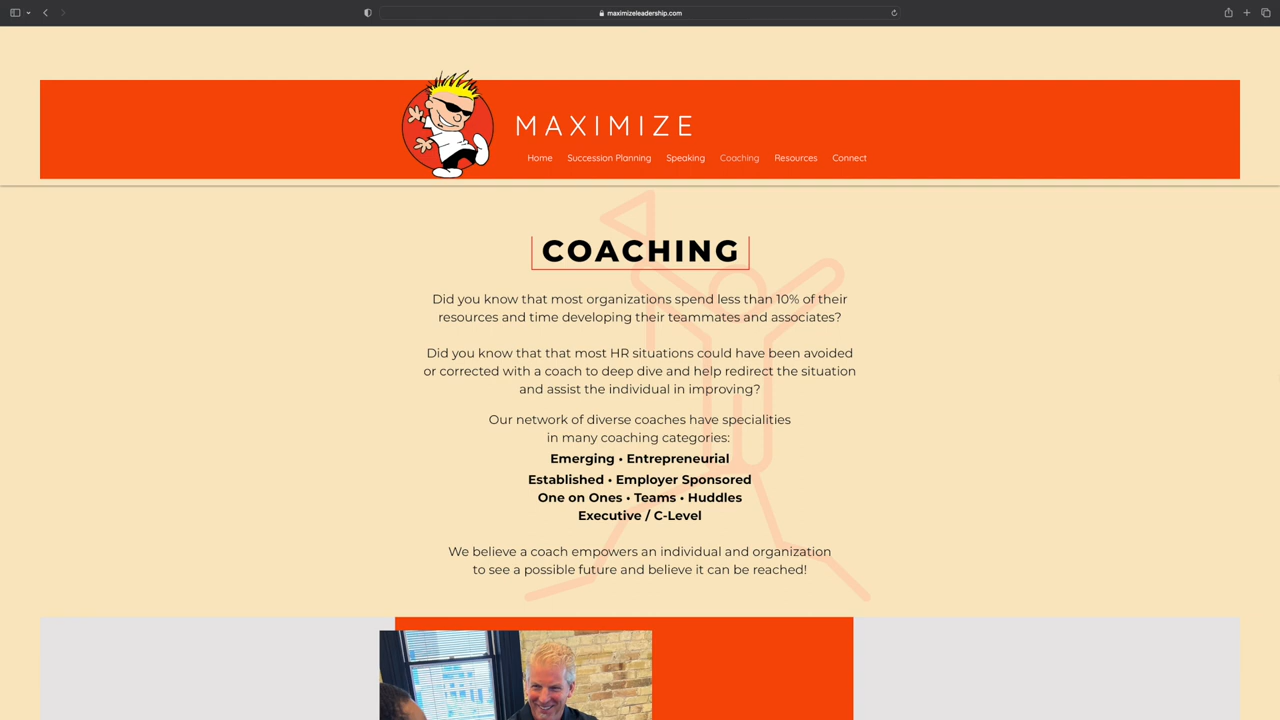 maximizeleadership.com
MAXIMIZE
Home Succession Planning Speaking Coaching Resources Connect
COACHING
Did you know that most organizations spend less than 10% of their
resources and time developing their teammates and associates?
Did you know that that most HR situations could have been avoided
or corrected with a coach to deep dive and help redirect the situation
and assist the individual in improving?
Our network of diverse coaches have specialities
in many coaching categories:
Emerging • Entrepreneurial
Established • Employer Sponsored
One on Ones • Teams • Huddles
Executive / C-Level
We believe a coach empowers an individual and organization
to see a possible future and believe it can be reached!